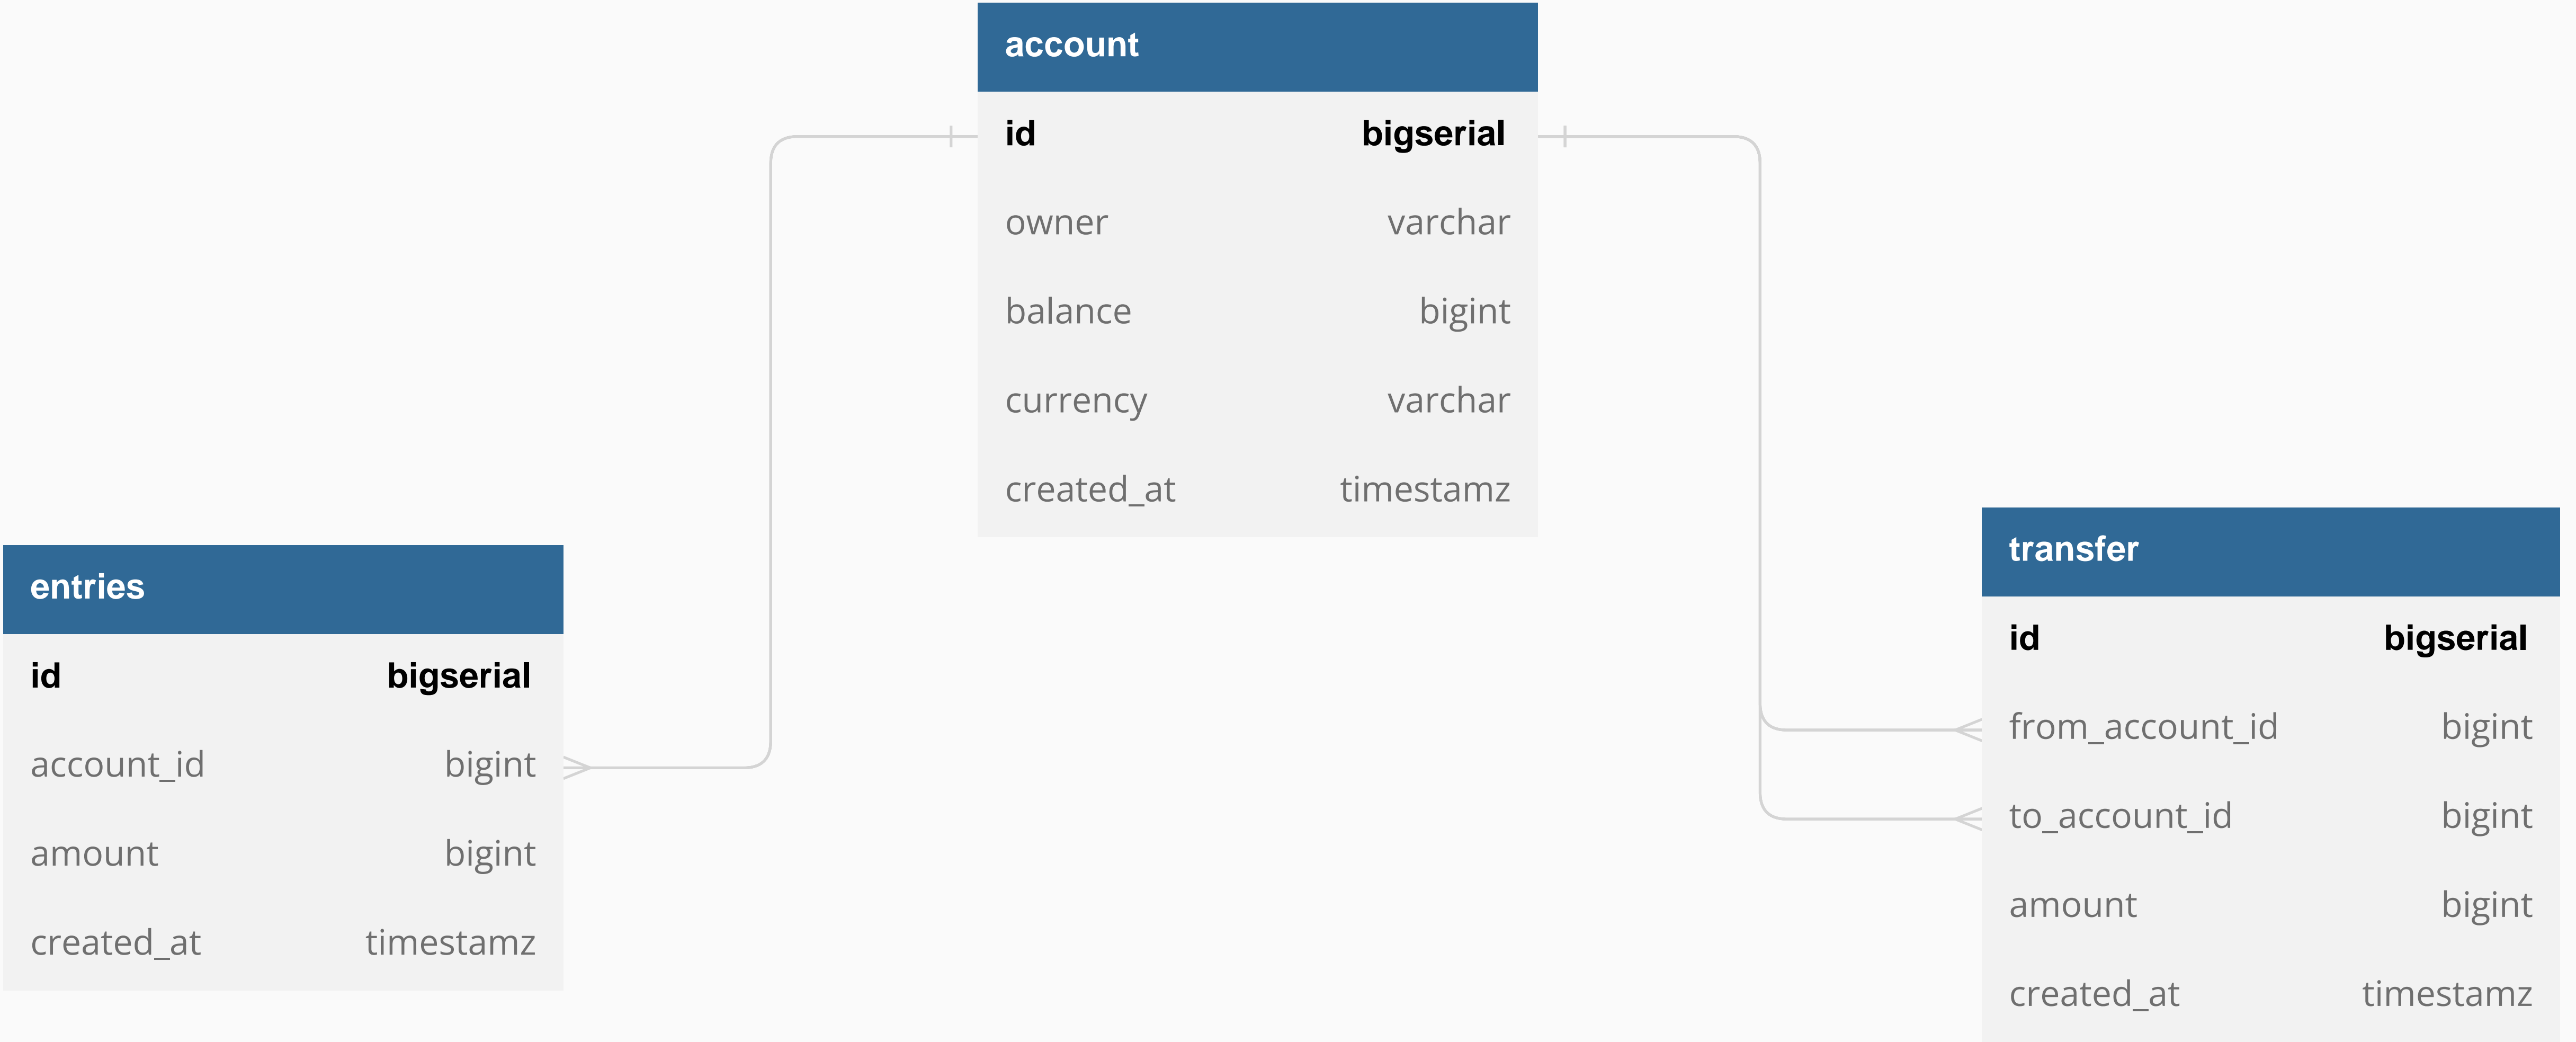 account
id bigserial
owner varchar
balance bigint
currency varchar
created_at timestamz
entries
id bigserial
account_id bigint
amount bigint
created_at timestamz
transfer
id bigserial
from_account_id bigint
to_account_id bigint
amount bigint
created_at timestamz